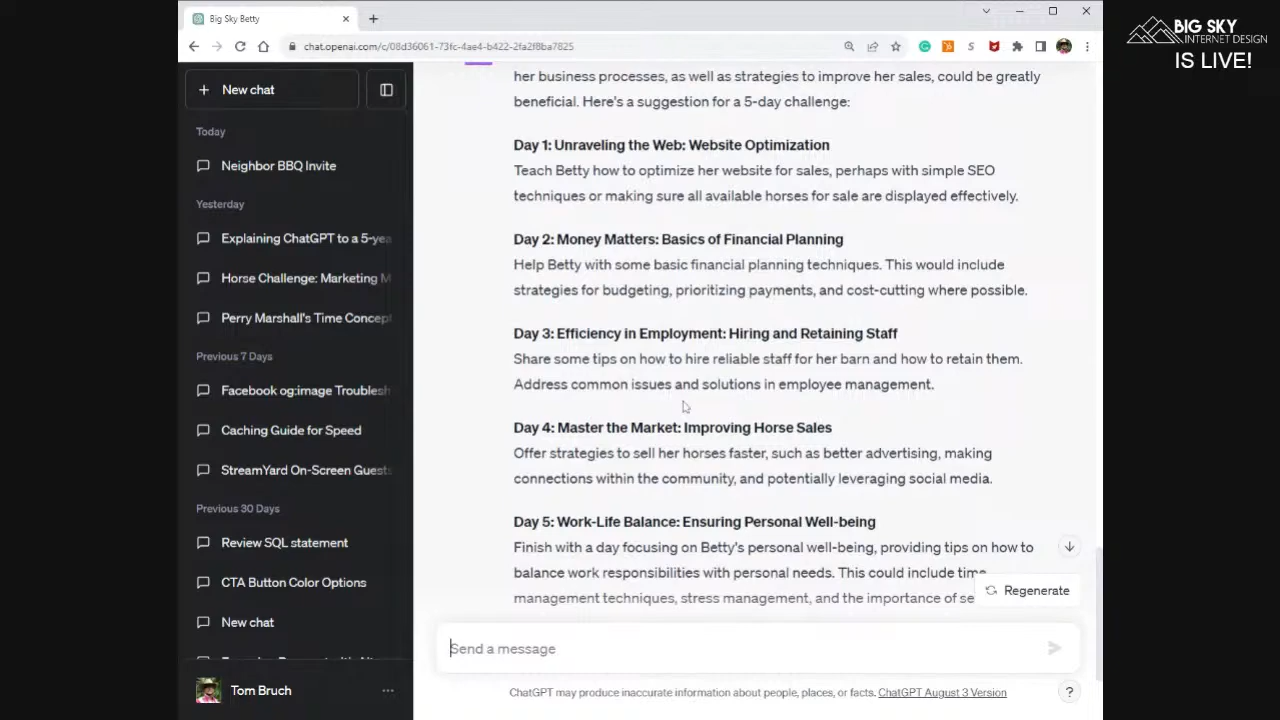 Big Sky Betty
chat.openai.com/c/08d36061-73fc-4ae4-b422-2fa2f8ba7825
BIG SKY
INTERNET DESIGN
IS LIVE!
New chat
Today
Neighbor BBQ Invite
Yesterday
Explaining ChatGPT to a 5-yea
Horse Challenge: Marketing M
Perry Marshall's Time Concept
Previous 7 Days
Facebook og:image Troublesh
Caching Guide for Speed
StreamYard On-Screen Guests
Previous 30 Days
Review SQL statement
CTA Button Color Options
New chat
Tom Bruch
her business processes, as well as strategies to improve her sales, could be greatly
beneficial. Here's a suggestion for a 5-day challenge:
Day 1: Unraveling the Web: Website Optimization
Teach Betty how to optimize her website for sales, perhaps with simple SEO
techniques or making sure all available horses for sale are displayed effectively.
Day 2: Money Matters: Basics of Financial Planning
Help Betty with some basic financial planning techniques. This would include
strategies for budgeting, prioritizing payments, and cost-cutting where possible.
Day 3: Efficiency in Employment: Hiring and Retaining Staff
Share some tips on how to hire reliable staff for her barn and how to retain them.
Address common issues and solutions in employee management.
Day 4: Master the Market: Improving Horse Sales
Offer strategies to sell her horses faster, such as better advertising, making
connections within the community, and potentially leveraging social media.
Day 5: Work-Life Balance: Ensuring Personal Well-being
Finish with a day focusing on Betty's personal well-being, providing tips on how to
balance work responsibilities with personal needs. This could include time
management techniques, stress management, and the importance of se
Regenerate
Send a message
ChatGPT may produce inaccurate information about people, places, or facts. ChatGPT August 3 Version
?